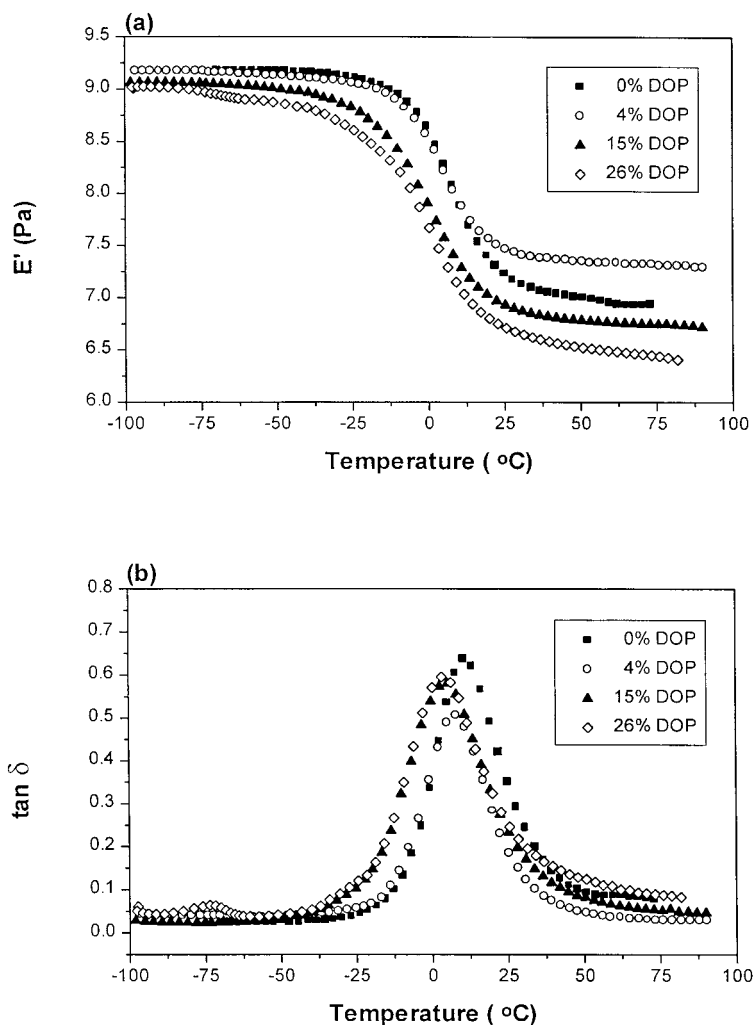 (a)
9.5
9.0
8.5
8.0
7.5
7.0
6.5
6.0
E' (Pa)
0% DOP
4% DOP
15% DOP
26% DOP
-100 -75 -50 -25 0 25 50 75 100
Temperature ( oC)
(b)
0.8
0.7
0.6
0.5
0.4
0.3
0.2
0.1
0.0
tan δ
0% DOP
4% DOP
15% DOP
26% DOP
-100 -75 -50 -25 0 25 50 75 100
Temperature ( oC)